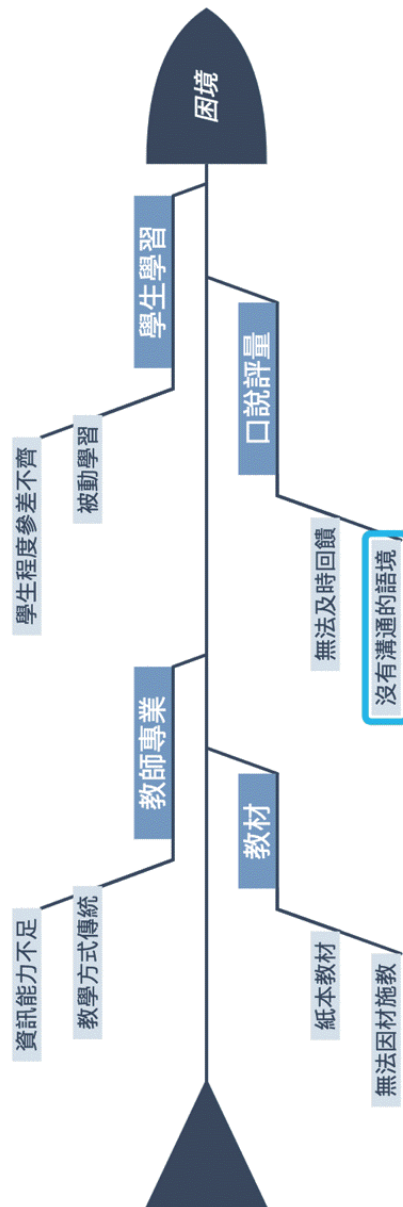 困境
學生學習
學生程度參差不齊
被動學習
口說評量
無法及時回饋
沒有溝通的語境
教師專業
資訊能力不足
教學方式傳統
教材
紙本教材
無法因材施教